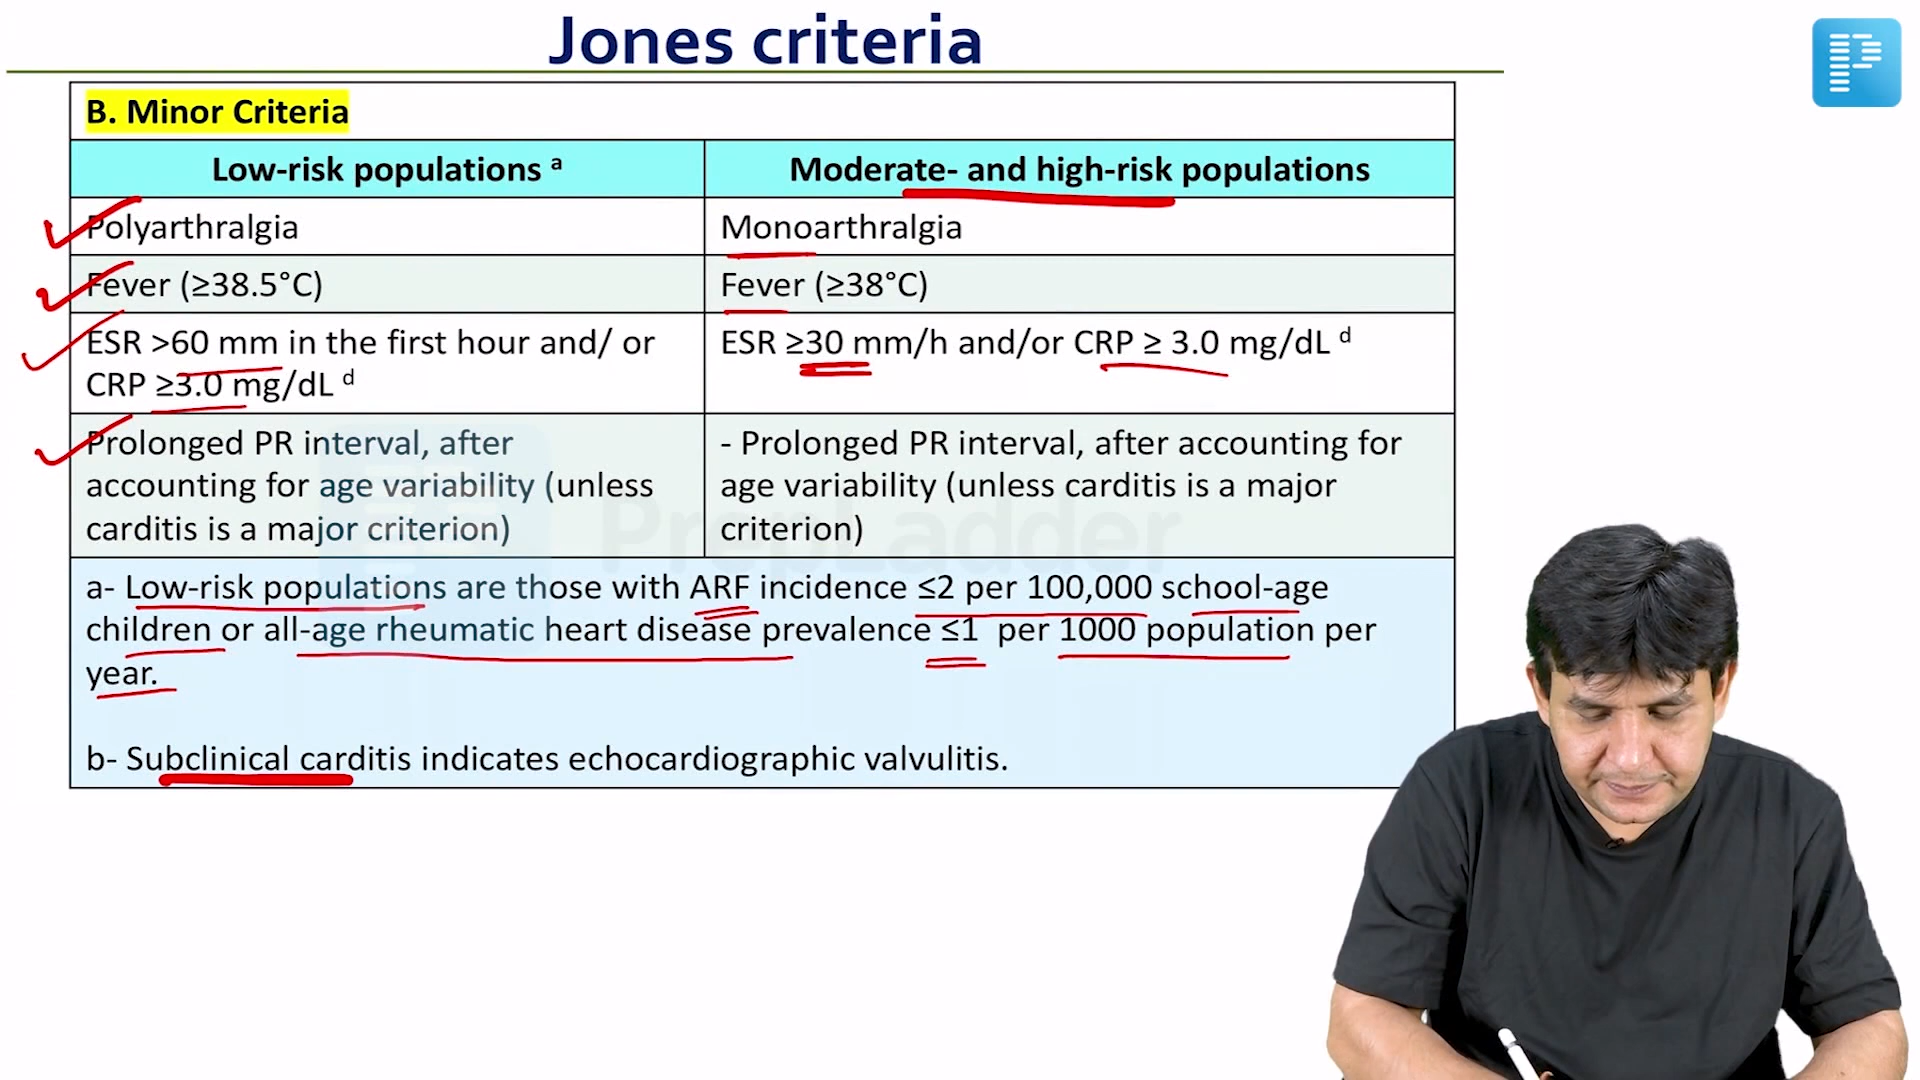 Jones criteria
B. Minor Criteria
Low-risk populations a
Moderate- and high-risk populations
Polyarthralgia
Monoarthralgia
Fever (≥38.5°C)
Fever (≥38°C)
ESR >60 mm in the first hour and/ or
CRP ≥3.0 mg/dL d
ESR ≥30 mm/h and/or CRP ≥ 3.0 mg/dL d
Prolonged PR interval, after
accounting for age variability (unless
carditis is a major criterion)
- Prolonged PR interval, after accounting for
age variability (unless carditis is a major
criterion)
PrepLadder
a- Low-risk populations are those with ARF incidence ≤2 per 100,000 school-age
children or all-age rheumatic heart disease prevalence ≤1 per 1000 population per
year.
b- Subclinical carditis indicates echocardiographic valvulitis.